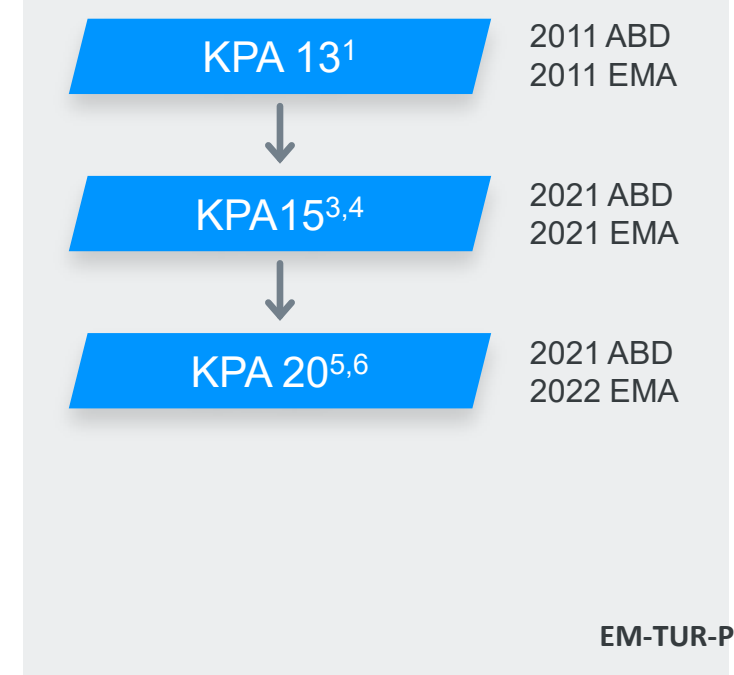 KPA 13¹
2011 ABD
2011 EMA
KPA15³,⁴
2021 ABD
2021 EMA
KPA 20⁵,⁶
2021 ABD
2022 EMA
EM-TUR-P